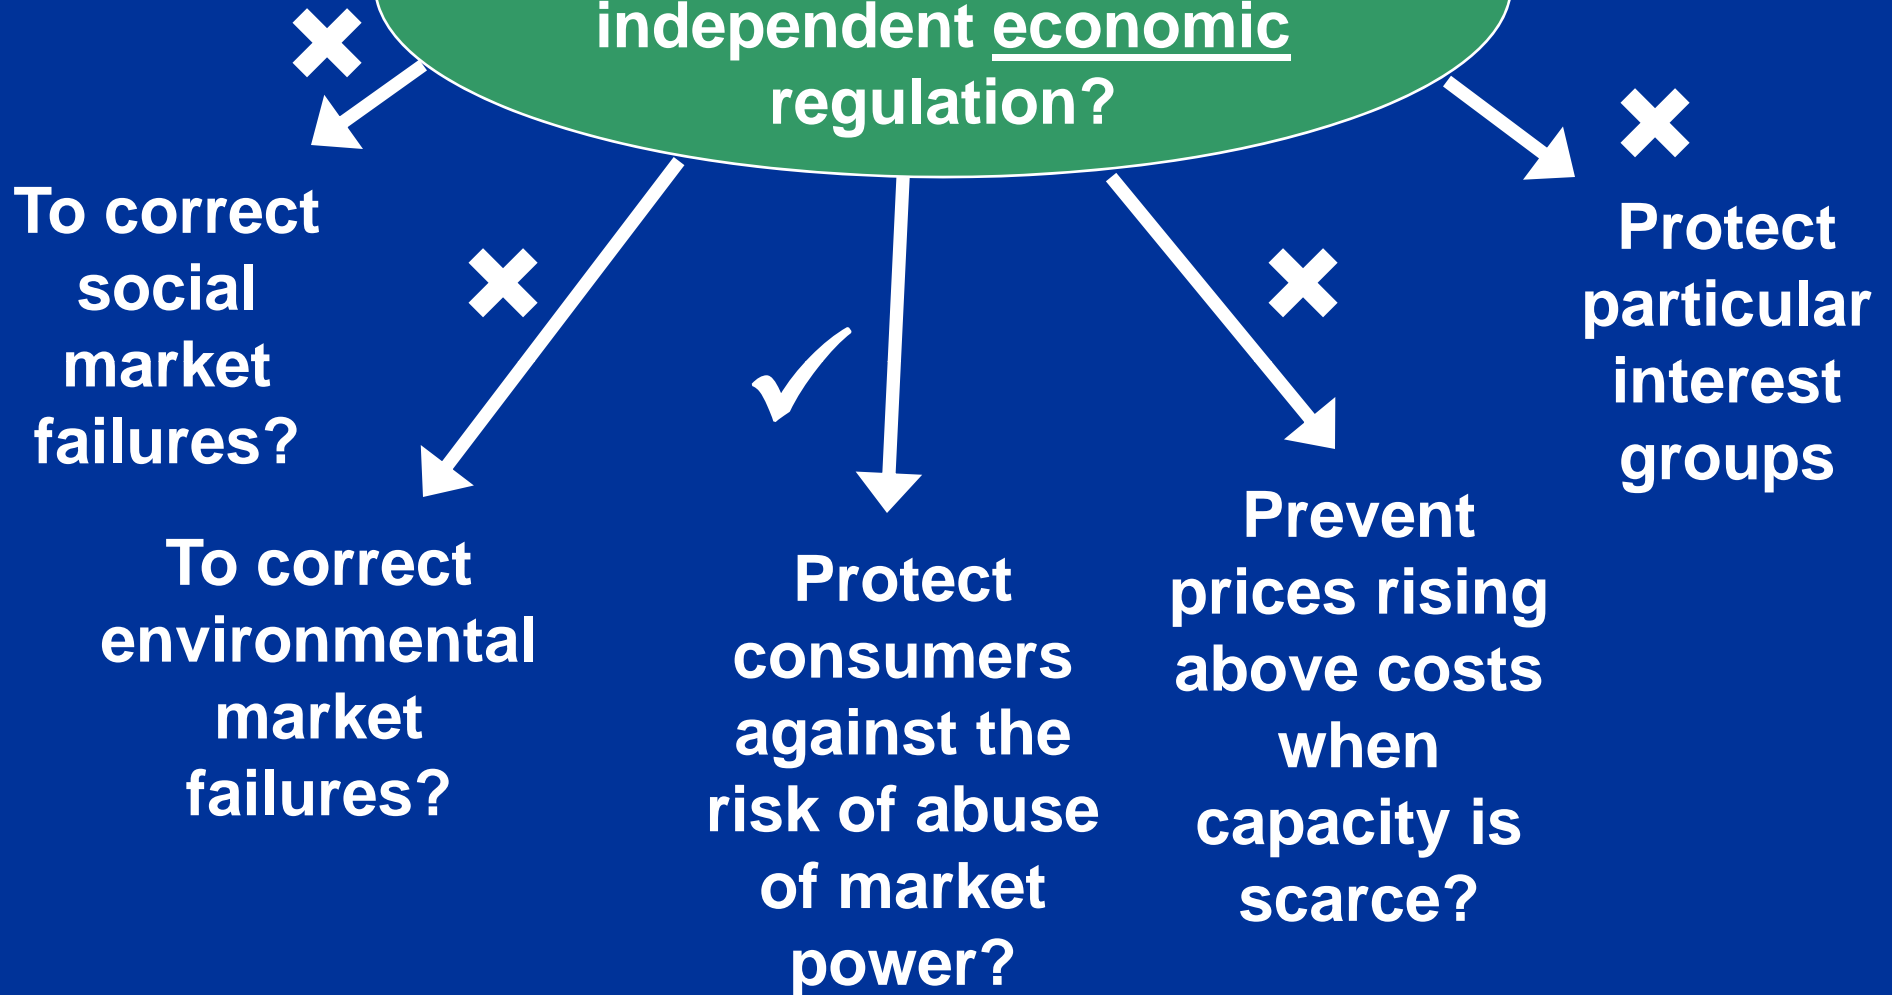 independent economic
regulation?
To correct
social
market
failures?
To correct
environmental
market
failures?
Protect
consumers
against the
risk of abuse
of market
power?
Prevent
prices rising
above costs
when
capacity is
scarce?
Protect
particular
interest
groups